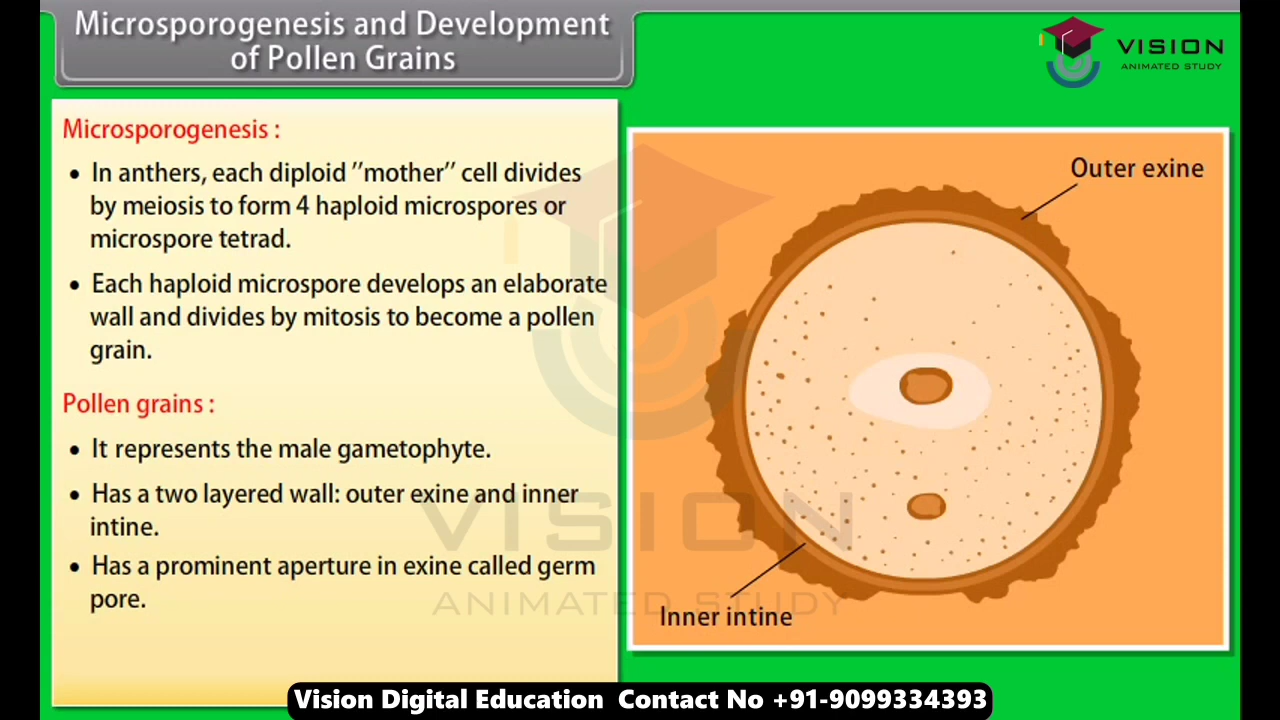 Microsporogenesis and Development
of Pollen Grains
VISION
ANIMATED STUDY
Microsporogenesis :
• In anthers, each diploid ″mother″ cell divides
by meiosis to form 4 haploid microspores or
microspore tetrad.
• Each haploid microspore develops an elaborate
wall and divides by mitosis to become a pollen
grain.
Pollen grains :
• It represents the male gametophyte.
• Has a two layered wall: outer exine and inner
intine.
• Has a prominent aperture in exine called germ
pore.
Outer exine
Inner intine
VISION
ANIMATED STUDY
Vision Digital Education Contact No +91-9099334393